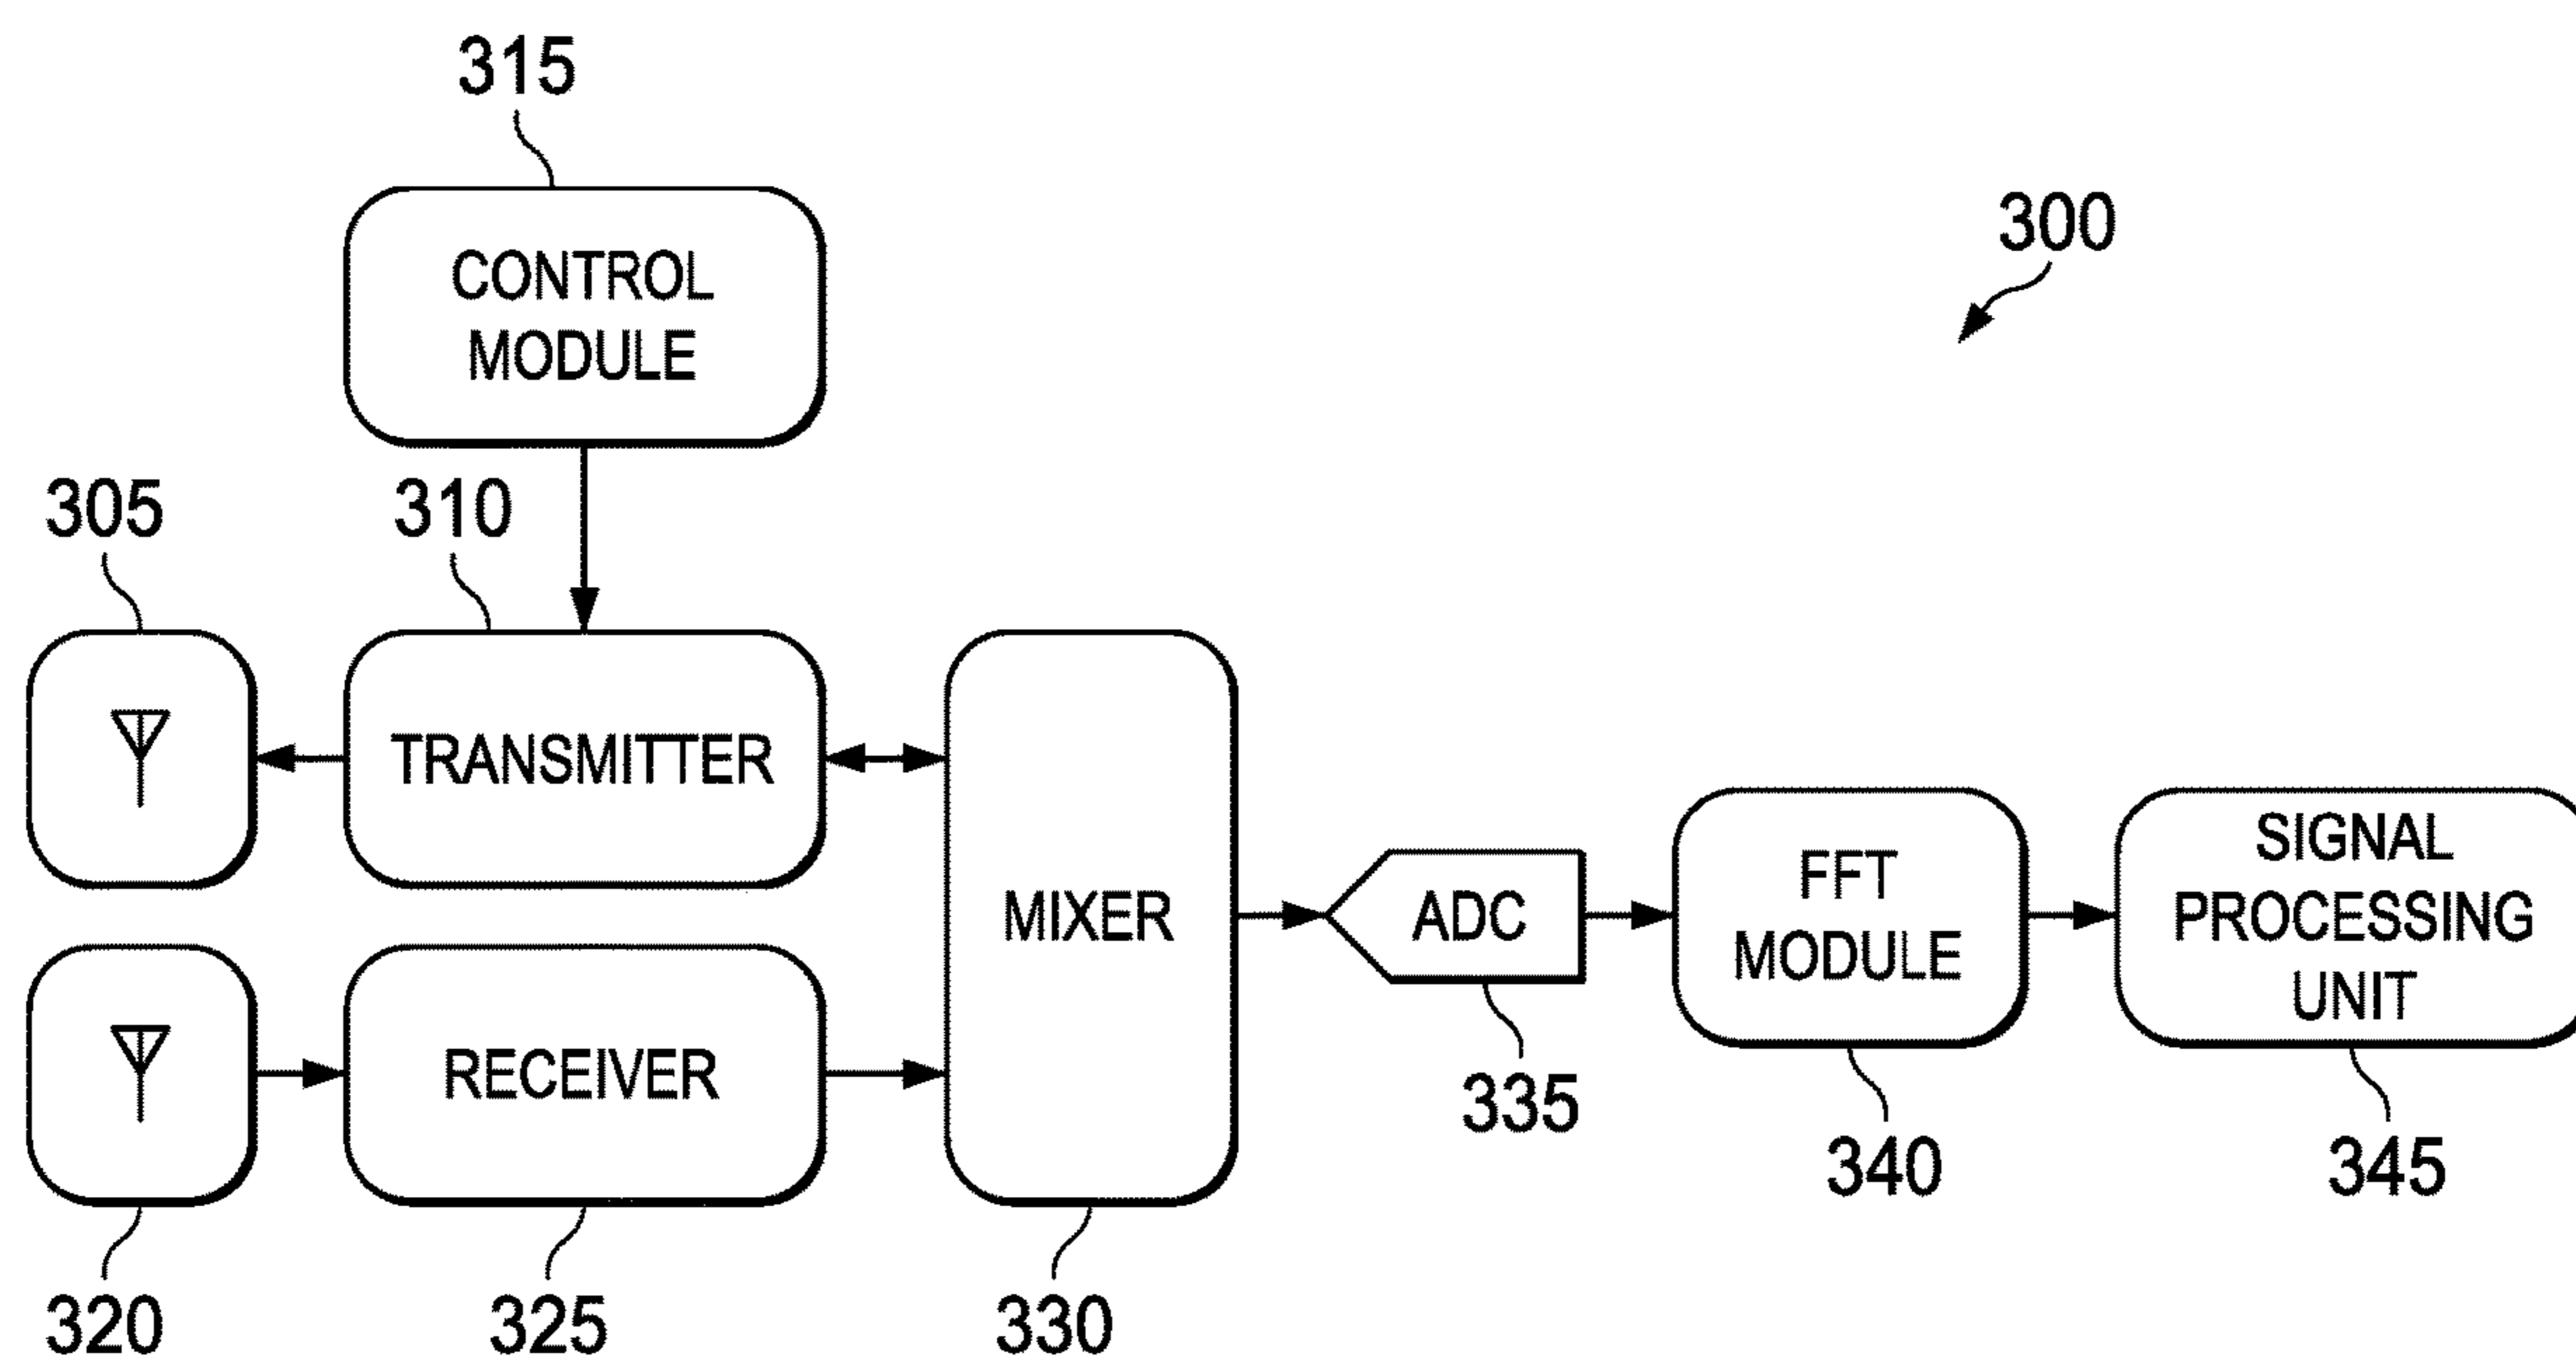 315
CONTROL
MODULE
300
305
310
TRANSMITTER
MIXER
ADC
FFT
MODULE
SIGNAL
PROCESSING
UNIT
RECEIVER
335
340
345
320
325
330